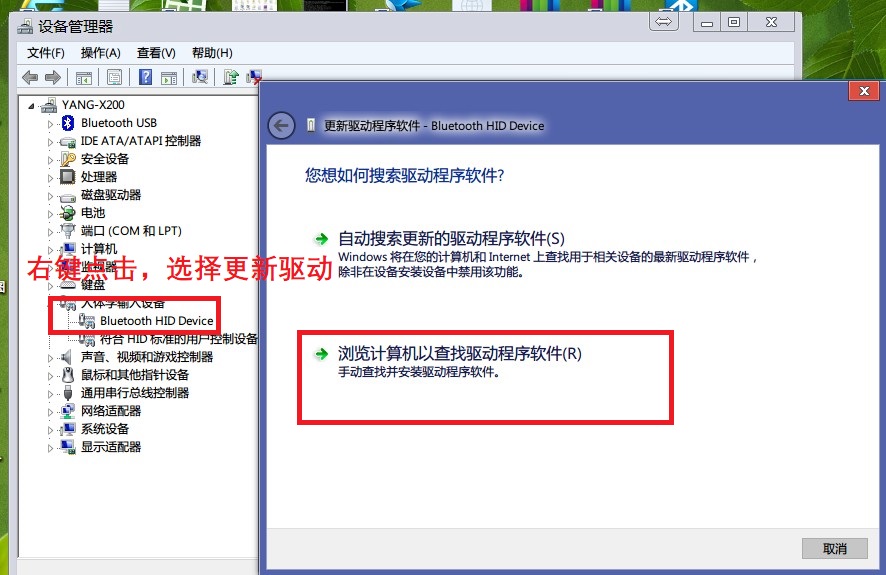 设备管理器
文件(F) 操作(A) 查看(V) 帮助(H)
YANG-X200
Bluetooth USB
IDE ATA/ATAPI 控制器
安全设备
处理器
磁盘驱动器
电池
端口 (COM 和 LPT)
计算机
监视器
右键点击，选择更新驱动
键盘
人体学输入设备
Bluetooth HID Device
符合 HID 标准的用户控制设备
声音、视频和游戏控制器
鼠标和其他指针设备
通用串行总线控制器
网络适配器
系统设备
显示适配器
更新驱动程序软件 - Bluetooth HID Device
您想如何搜索驱动程序软件?
自动搜索更新的驱动程序软件(S)
Windows 将在您的计算机和 Internet 上查找用于相关设备的最新驱动程序软件，
除非在设备安装设备中禁用该功能。
浏览计算机以查找驱动程序软件(R)
手动查找并安装驱动程序软件。
取消